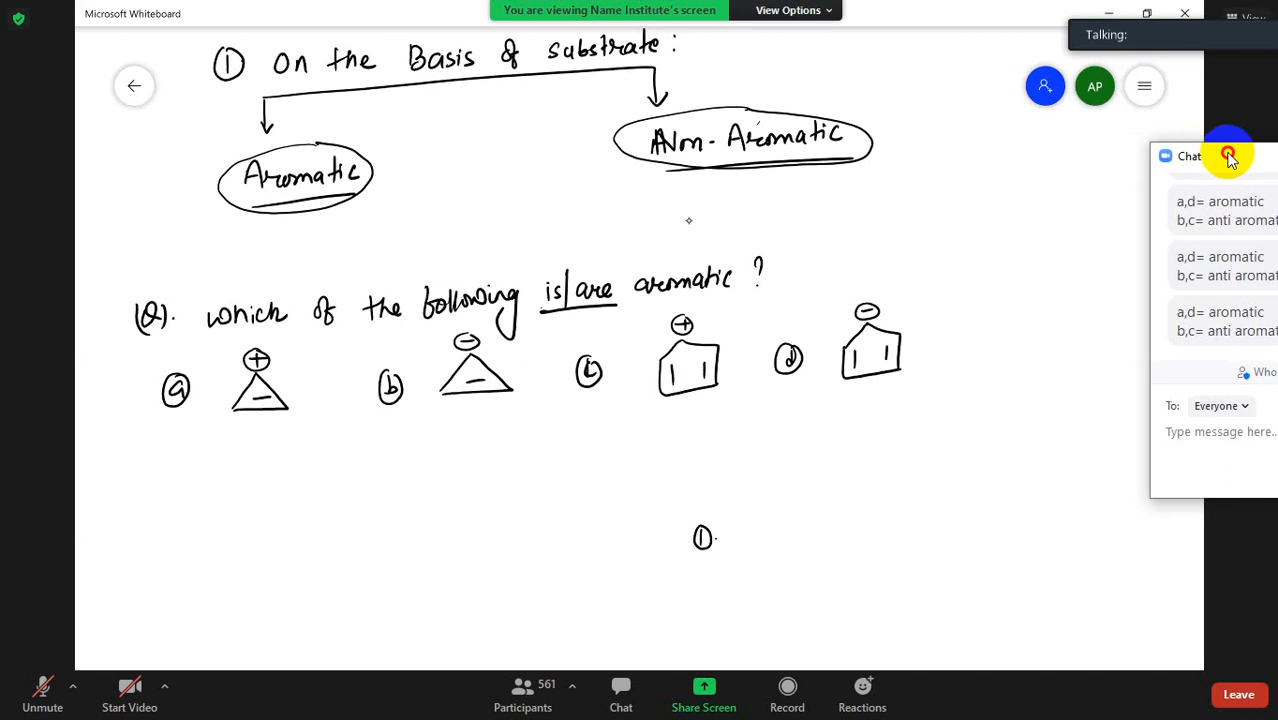 Microsoft Whiteboard
You are viewing Name Institute's screen
View Options
View
Talking:
① On the Basis of substrate:
AP
Non-Aromatic
Aromatic
Chat
a,d= aromatic
b,c= anti aromat
a,d= aromatic
b,c= anti aromat
a,d= aromatic
b,c= anti aromat
(Q). which of the following is/are aromatic ?
ⓐ ⊕ ⓑ ⊖ ⓒ ⊕ ⓓ ⊖
Who
To: Everyone
Type message here...
①.
Unmute
Start Video
561
Participants
Chat
Share Screen
Record
Reactions
Leave